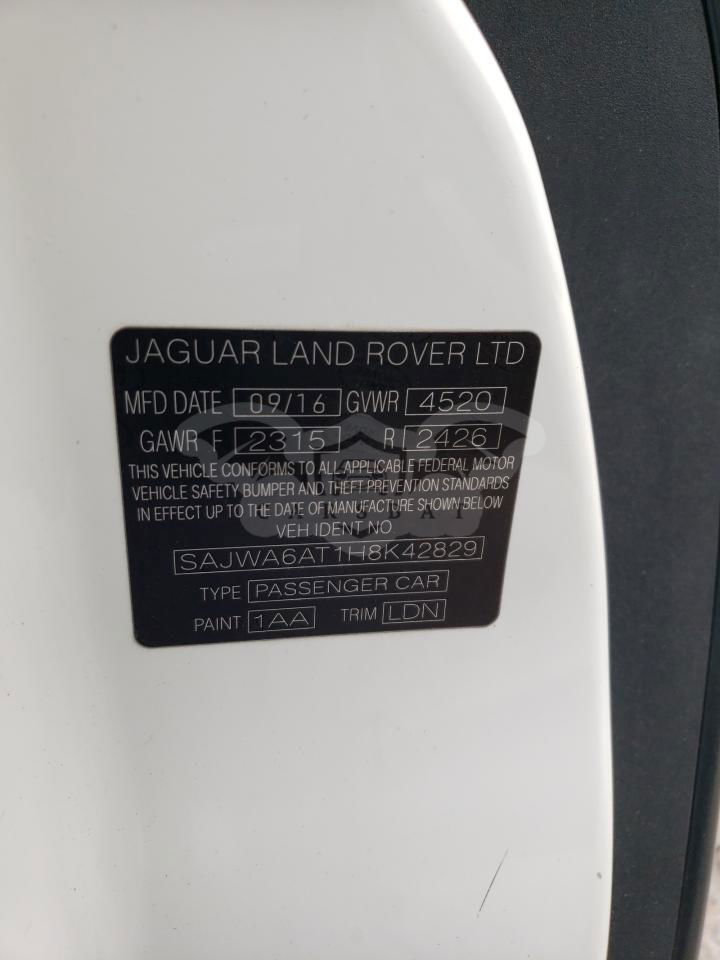 JAGUAR LAND ROVER LTD
MFD DATE 09/16 GVWR 4520
GAWR F 2315 R 2426
THIS VEHICLE CONFORMS TO ALL APPLICABLE FEDERAL MOTOR
VEHICLE SAFETY BUMPER AND THEFT PREVENTION STANDARDS
IN EFFECT UP TO THE DATE OF MANUFACTURE SHOWN BELOW
VEH IDENT NO
SAJWA6AT1H8K42829
TYPE PASSENGER CAR
PAINT 1AA TRIM LDN
CARSBAT